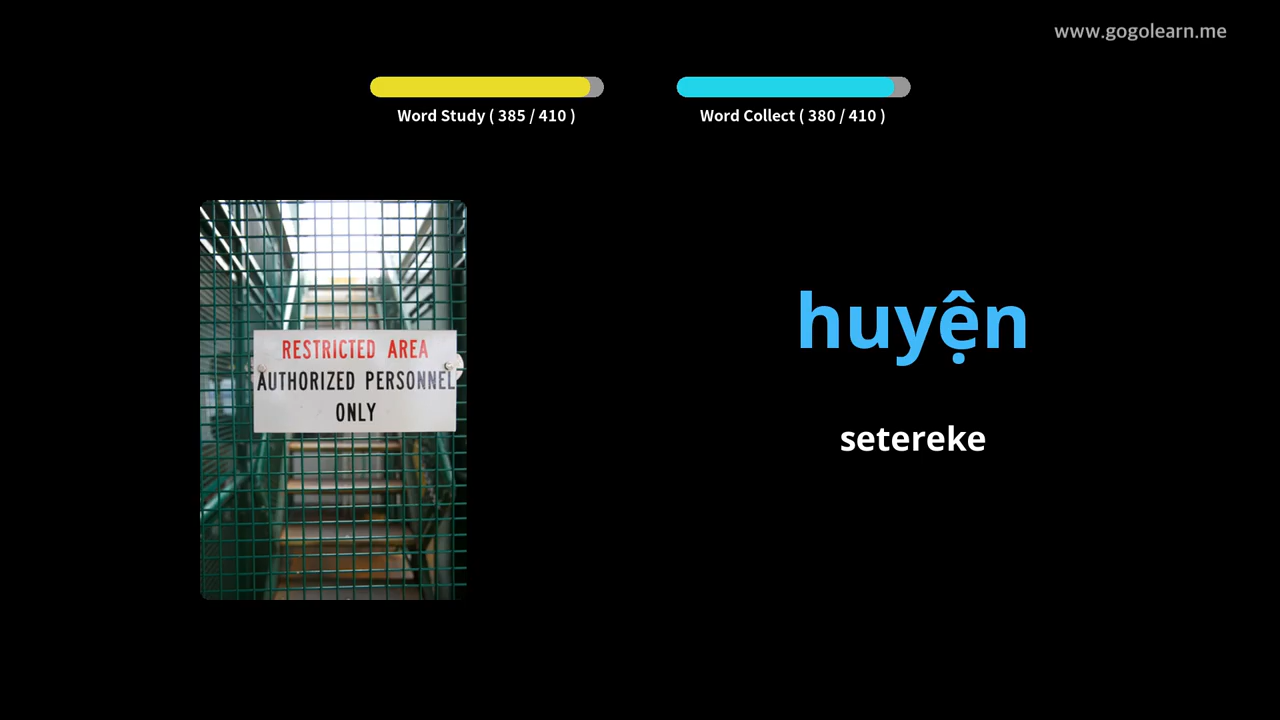 www.gogolearn.me
Word Study ( 385 / 410 )
Word Collect ( 380 / 410 )
RESTRICTED AREA
AUTHORIZED PERSONNEL
ONLY
huyện
setereke